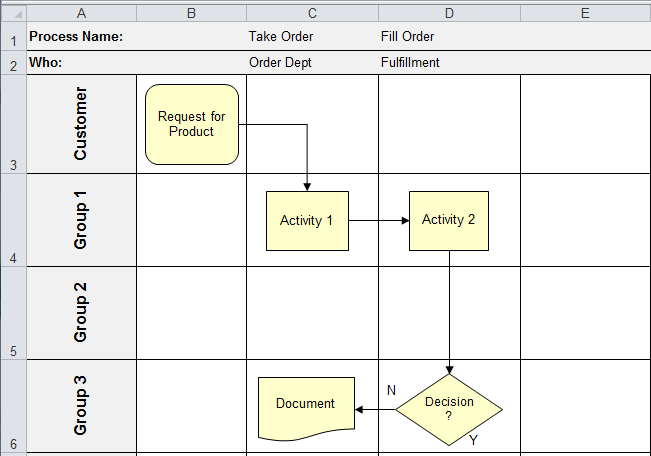 A B C D E
1 Process Name: Take Order Fill Order
2 Who: Order Dept Fulfillment
3 Customer
Request for
Product
4 Group 1
Activity 1
Activity 2
5 Group 2
6 Group 3
Document
N
Decision
?
Y